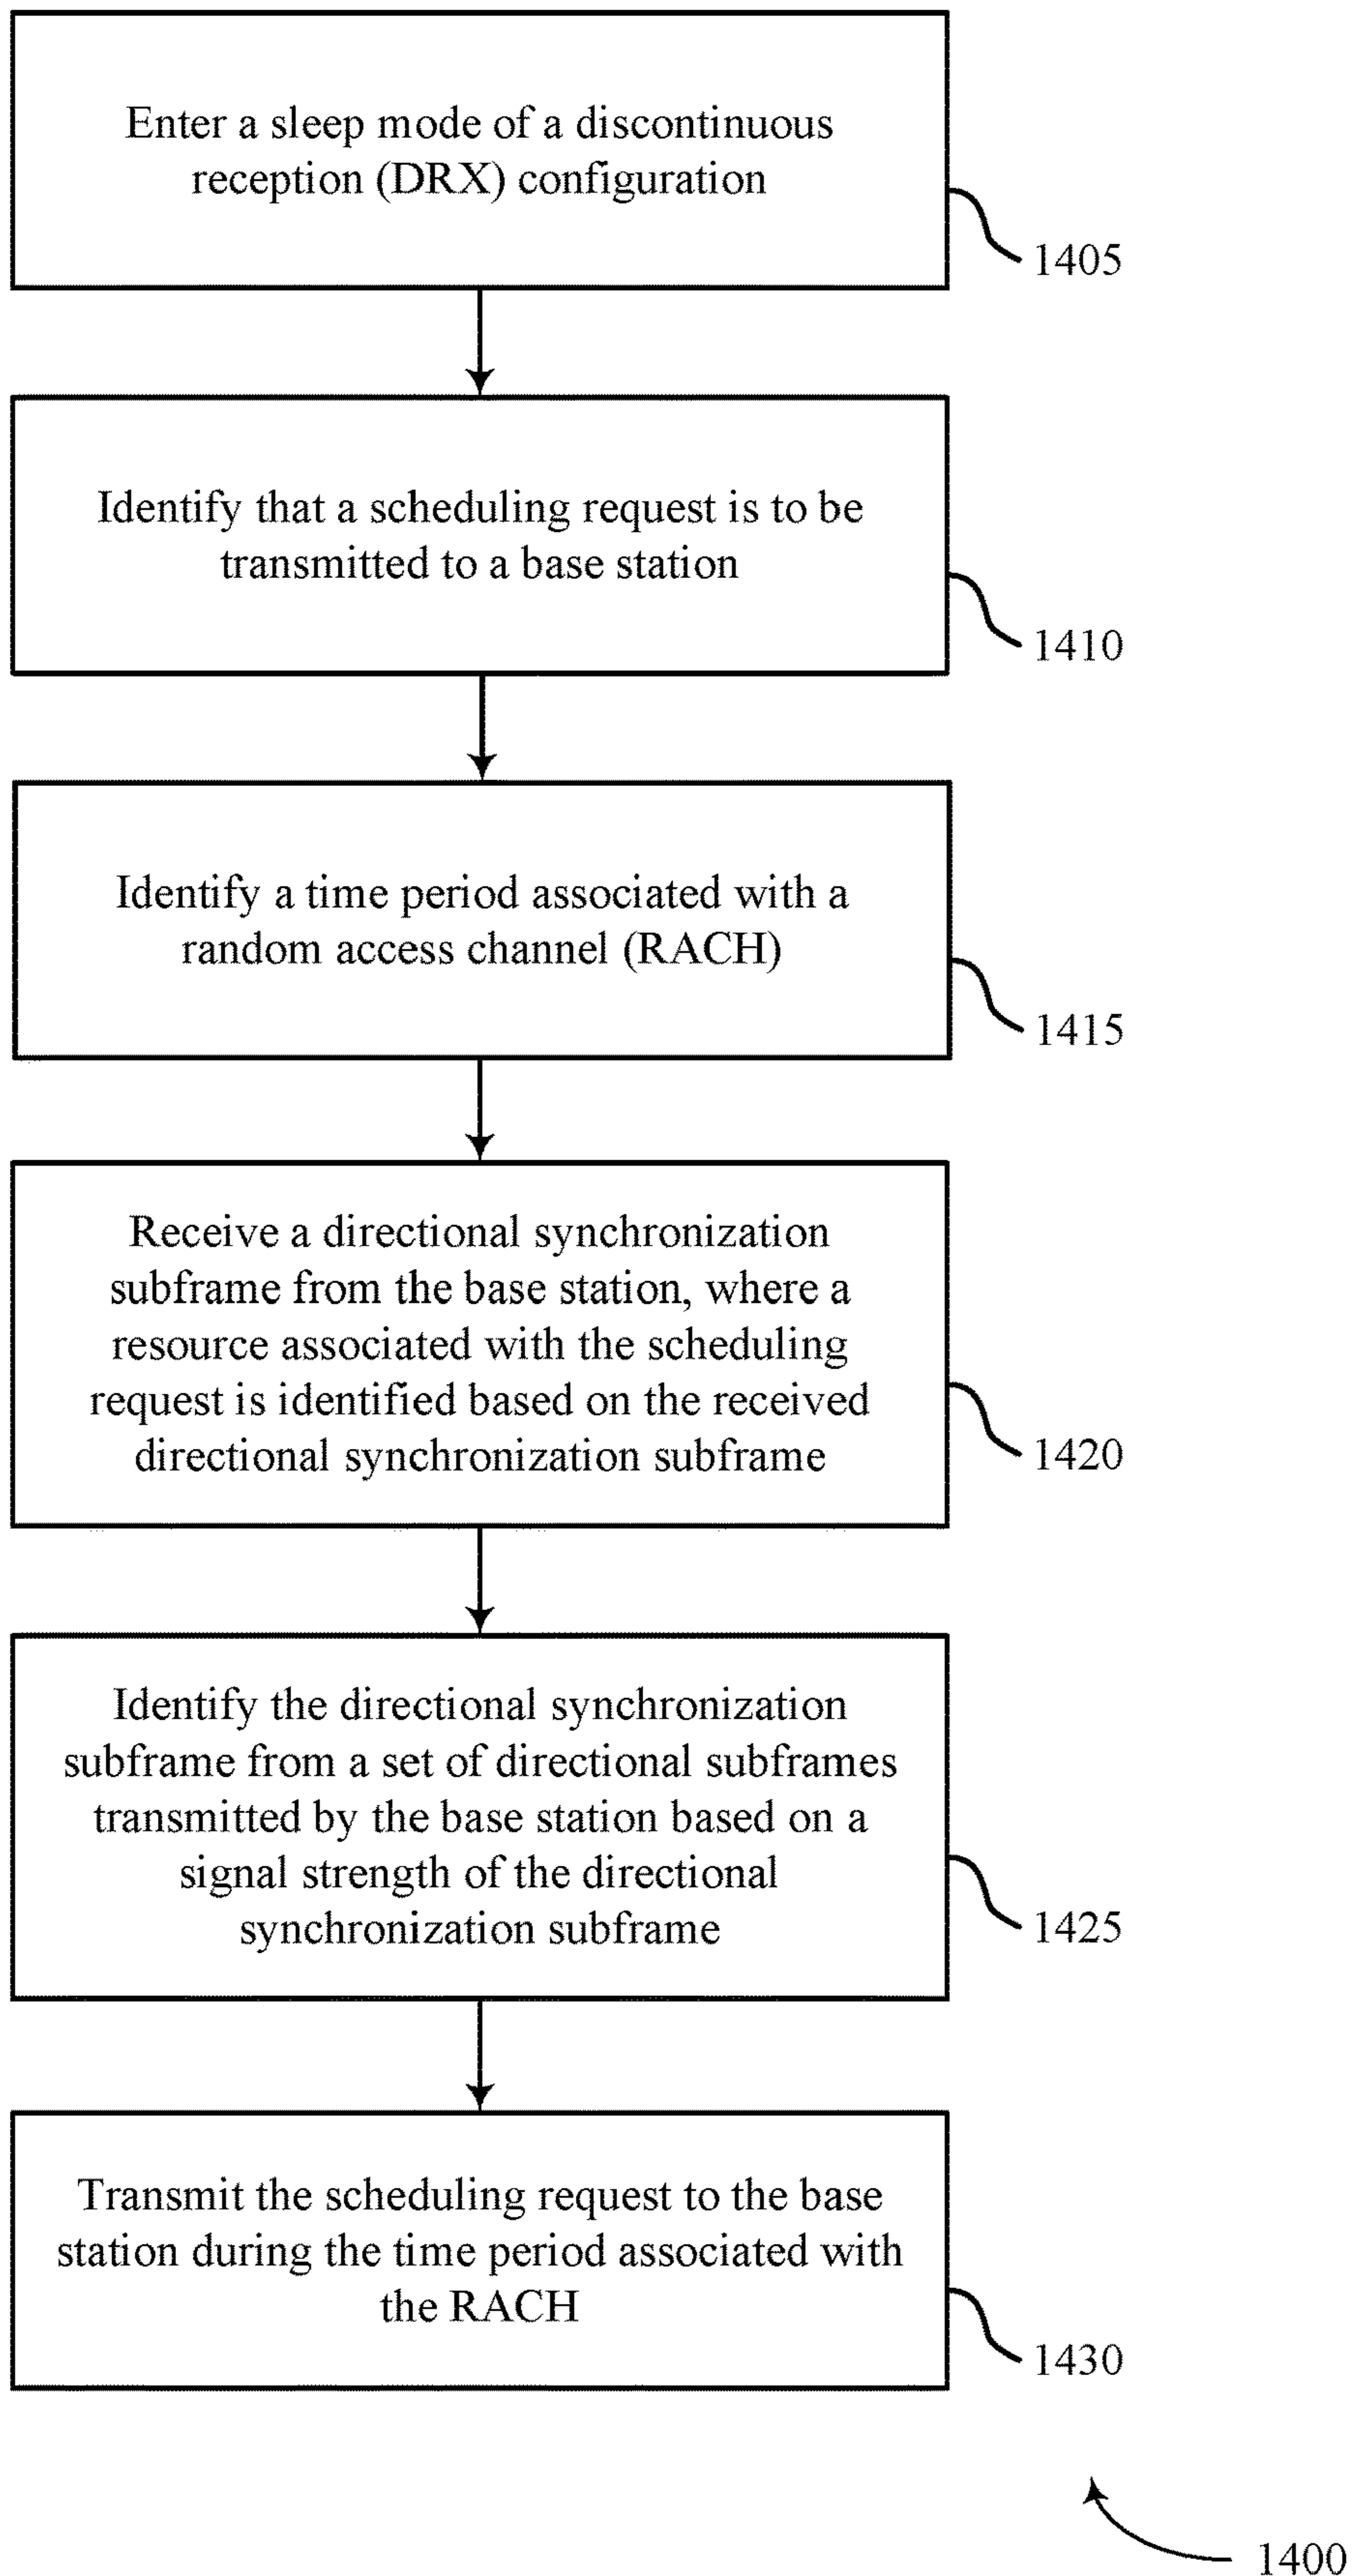 Enter a sleep mode of a discontinuous
reception (DRX) configuration
1405
Identify that a scheduling request is to be
transmitted to a base station
1410
Identify a time period associated with a
random access channel (RACH)
1415
Receive a directional synchronization
subframe from the base station, where a
resource associated with the scheduling
request is identified based on the received
directional synchronization subframe
1420
Identify the directional synchronization
subframe from a set of directional subframes
transmitted by the base station based on a
signal strength of the directional
synchronization subframe
1425
Transmit the scheduling request to the base
station during the time period associated with
the RACH
1430
1400